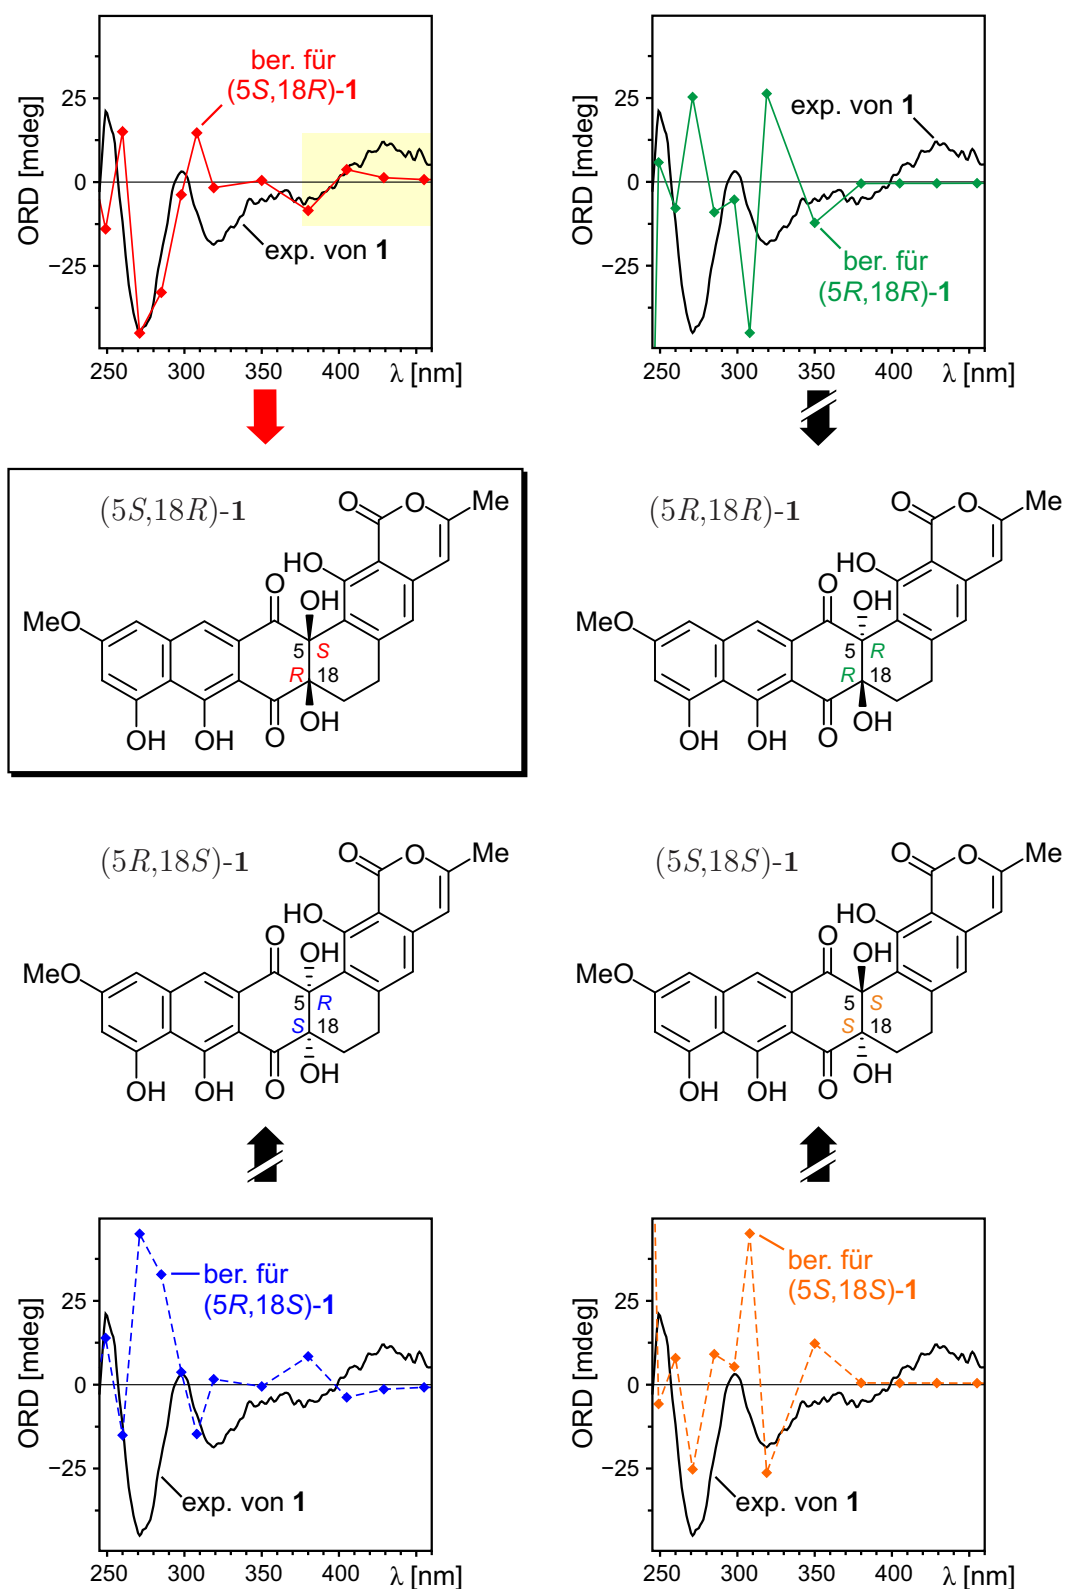 ber. für
(5S,18R)-1
25
0
−25
ORD [mdeg]
exp. von 1
250 300 350 400 λ [nm]
exp. von 1
25
0
−25
ORD [mdeg]
ber. für
(5R,18R)-1
250 300 350 400 λ [nm]
(5S,18R)-1
O O Me
HO
O OH
MeO
5 S
R 18
OH OH O OH
(5R,18R)-1
O O Me
HO
O OH
MeO
5 R
R 18
OH OH O OH
(5R,18S)-1
O O Me
HO
O OH
MeO
5 R
S 18
OH OH O OH
(5S,18S)-1
O O Me
HO
O OH
MeO
5 S
S 18
OH OH O OH
ber. für
(5R,18S)-1
25
0
−25
ORD [mdeg]
exp. von 1
250 300 350 400 λ [nm]
ber. für
(5S,18S)-1
25
0
−25
ORD [mdeg]
exp. von 1
250 300 350 400 λ [nm]